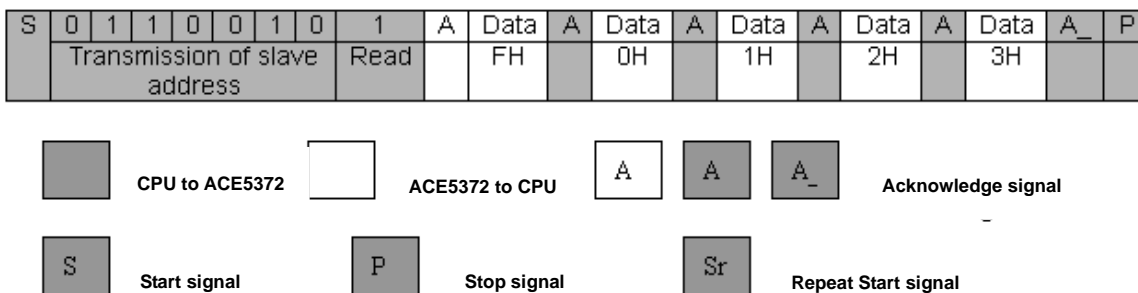 S 0 1 1 0 0 1 0 1 A Data A Data A Data A Data A Data A_ P
Transmission of slave address Read FH 0H 1H 2H 3H
CPU to ACE5372 ACE5372 to CPU A A A_ Acknowledge signal
S Start signal P Stop signal Sr Repeat Start signal